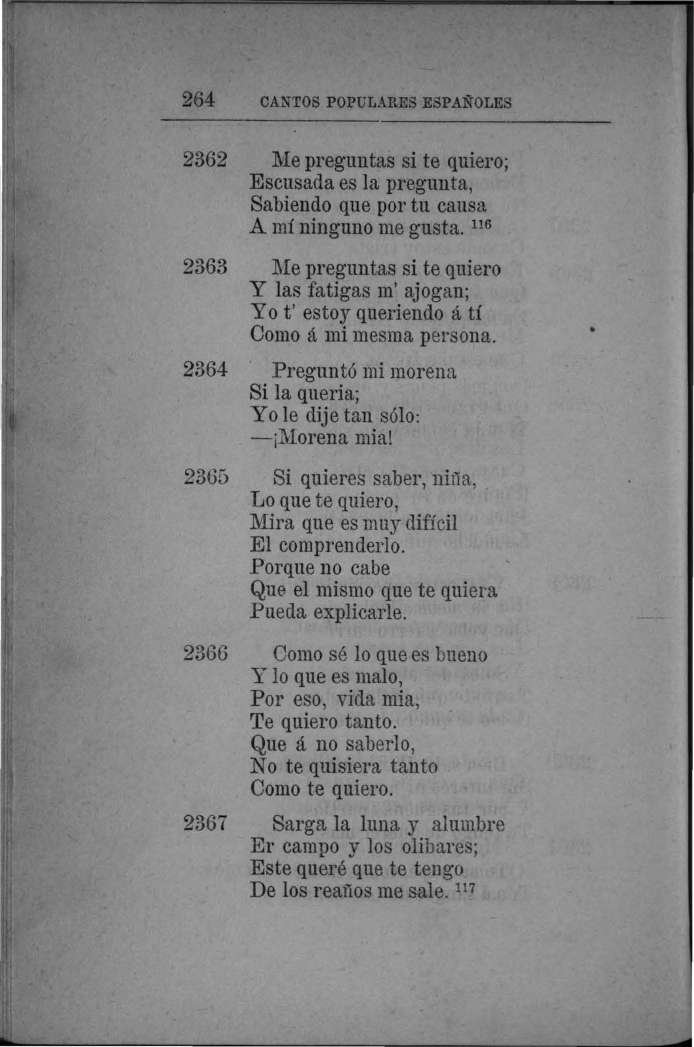 264 CANTOS POPULARES ESPAÑOLES
2362 Me preguntas si te quiero;
Escusada es la pregunta,
Sabiendo que por tu causa
A mí ninguno me gusta. 116
2363 Me preguntas si te quiero
Y las fatigas m' ajogan;
Yo t' estoy queriendo á tí
Como á mi mesma persona.
2364 Preguntó mi morena
Si la queria;
Yo le dije tan sólo:
—¡Morena mia!
2365 Si quieres saber, niña,
Lo que te quiero,
Mira que es muy difícil
El comprenderlo.
Porque no cabe
Que el mismo que te quiera
Pueda explicarle.
2366 Como sé lo que es bueno
Y lo que es malo,
Por eso, vida mia,
Te quiero tanto.
Que á no saberlo,
No te quisiera tanto
Como te quiero.
2367 Sarga la luna y alumbre
Er campo y los olibares;
Este queré que te tengo
De los reaños me sale. 117